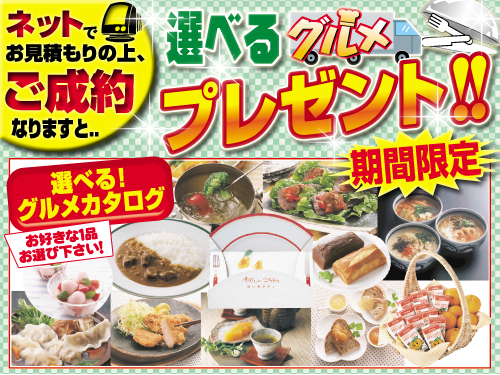 ネットで
お見積もりの上、
ご成約
なりますと..
選べるグルメ
プレゼント!!
期間限定
選べる!
グルメカタログ
お好きな1品
お選び下さい!